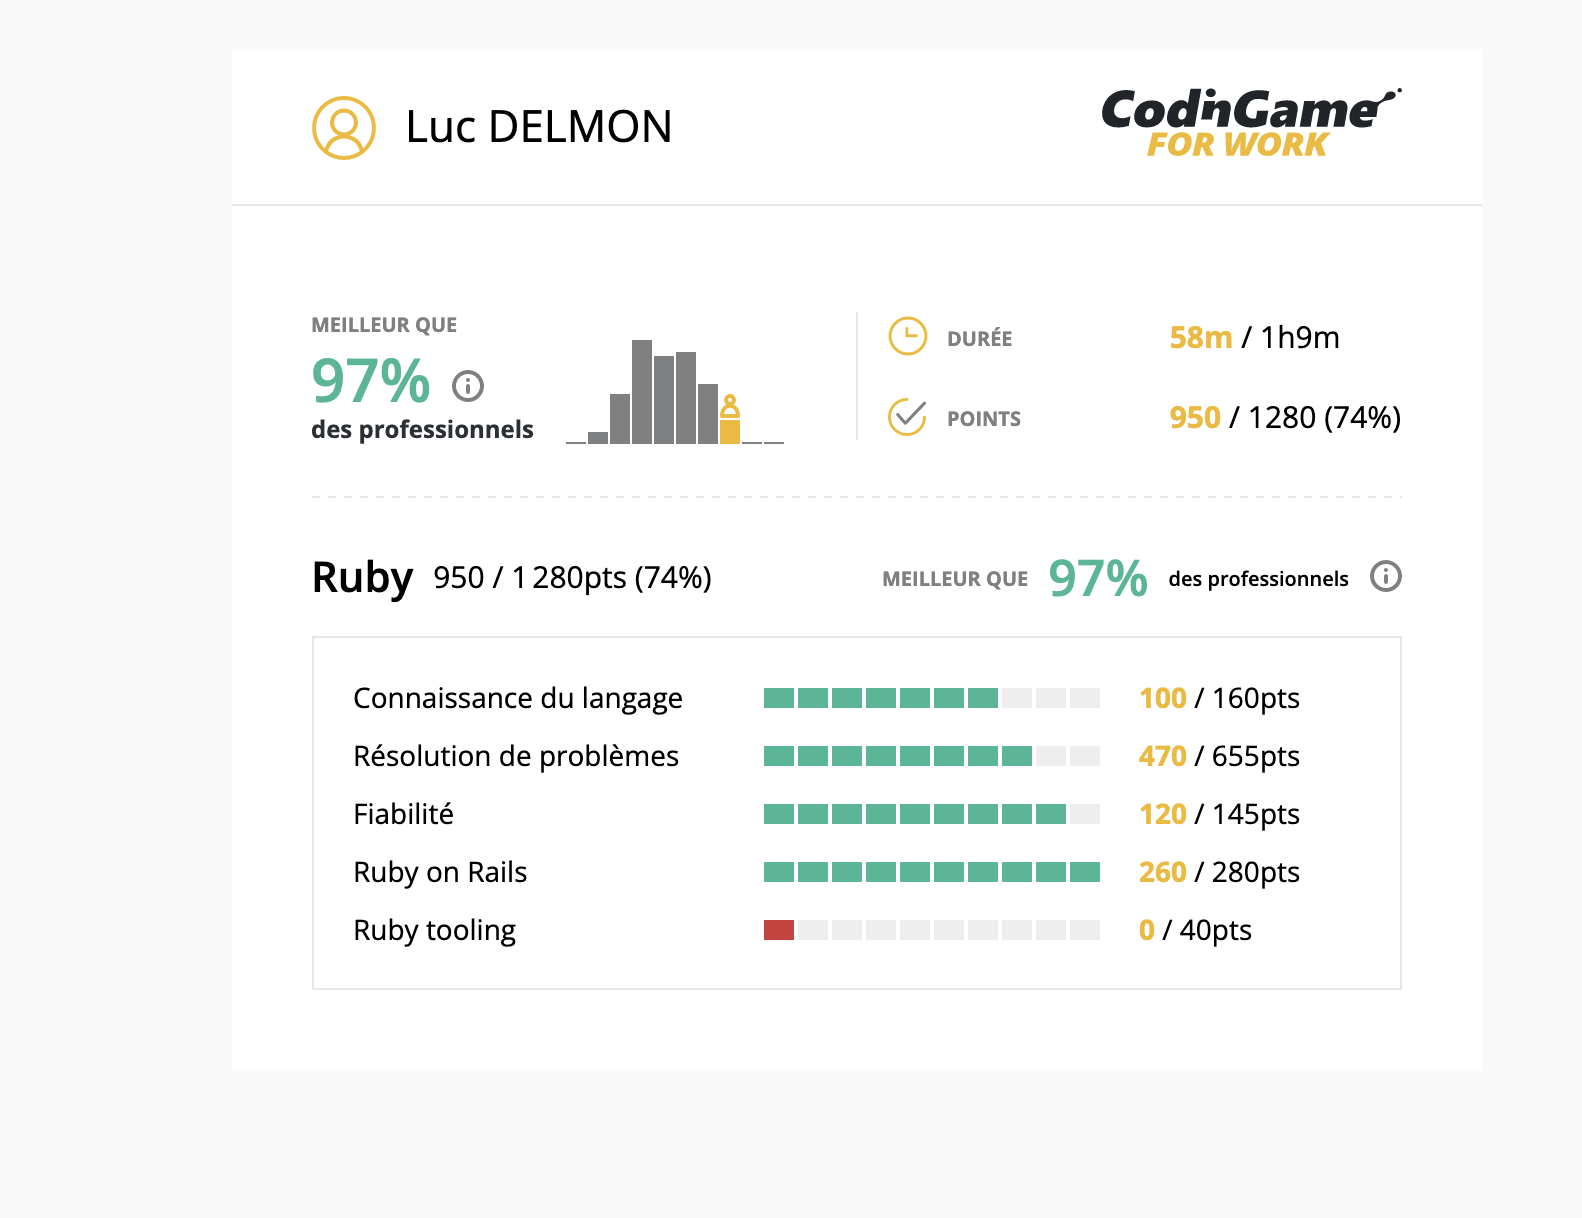 Luc DELMON
CodinGame
FOR WORK
MEILLEUR QUE
97%
des professionnels
DURÉE
58m / 1h9m
POINTS
950 / 1280 (74%)
Ruby 950 / 1 280pts (74%)
MEILLEUR QUE 97% des professionnels
Connaissance du langage 100 / 160pts
Résolution de problèmes 470 / 655pts
Fiabilité 120 / 145pts
Ruby on Rails 260 / 280pts
Ruby tooling 0 / 40pts